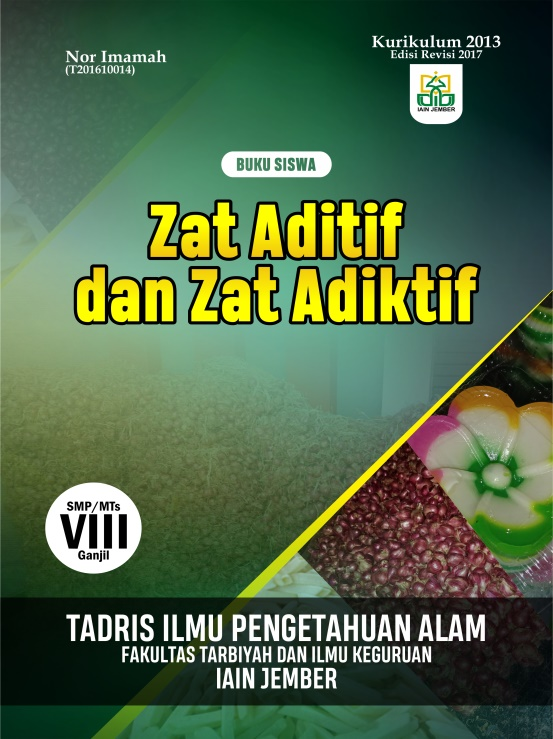 Nor Imamah
(T201610014)
Kurikulum 2013
Edisi Revisi 2017
IAIN JEMBER
BUKU SISWA
Zat Aditif
dan Zat Adiktif
SMP/MTs
VIII
Ganjil
TADRIS ILMU PENGETAHUAN ALAM
FAKULTAS TARBIYAH DAN ILMU KEGURUAN
IAIN JEMBER